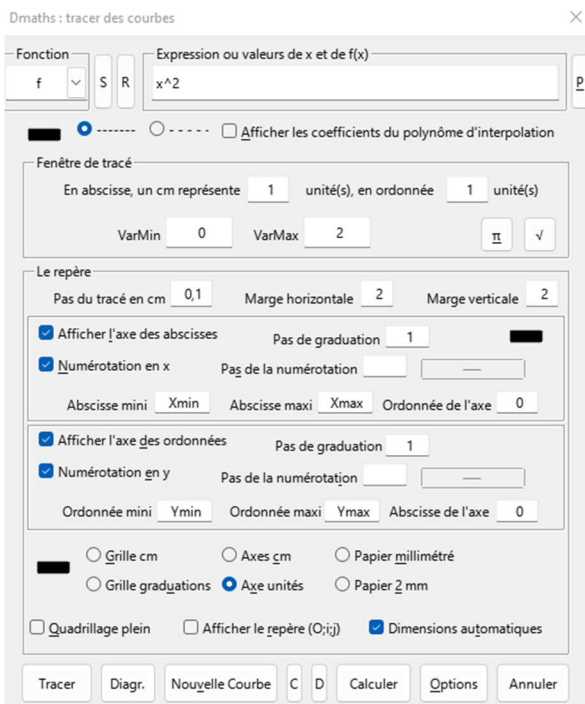 Dmaths : tracer des courbes
Fonction Expression ou valeurs de x et de f(x)
f S R x^2 P
------- - - - - - Afficher les coefficients du polynôme d'interpolation
Fenêtre de tracé
En abscisse, un cm représente 1 unité(s), en ordonnée 1 unité(s)
VarMin 0 VarMax 2 π √
Le repère
Pas du tracé en cm 0,1 Marge horizontale 2 Marge verticale 2
Afficher l'axe des abscisses Pas de graduation 1
Numérotation en x Pas de la numérotation —
Abscisse mini Xmin Abscisse maxi Xmax Ordonnée de l'axe 0
Afficher l'axe des ordonnées Pas de graduation 1
Numérotation en y Pas de la numérotation —
Ordonnée mini Ymin Ordonnée maxi Ymax Abscisse de l'axe 0
Grille cm Axes cm Papier millimétré
Grille graduations Axe unités Papier 2 mm
Quadrillage plein Afficher le repère (O;i;j) Dimensions automatiques
Tracer Diagr. Nouvelle Courbe C D Calculer Options Annuler